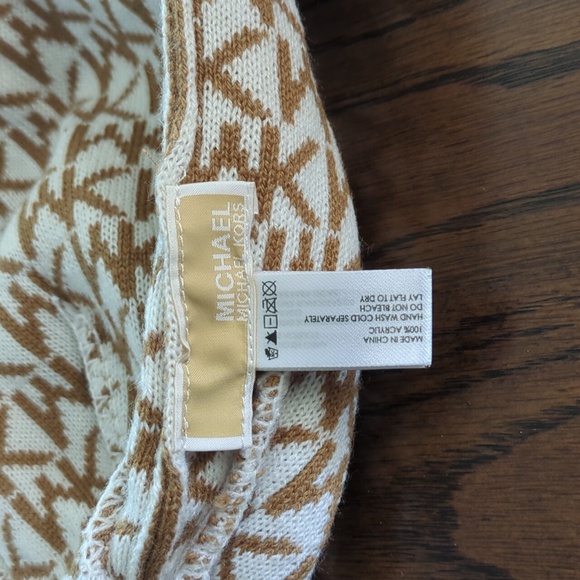 MICHAEL
MICHAEL KORS
MADE IN CHINA
100% ACRYLIC
HAND WASH COLD SEPARATELY
DO NOT BLEACH
LAY FLAT TO DRY